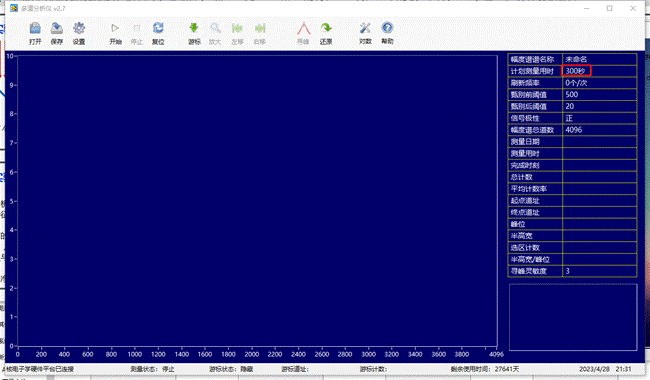 多道分析仪 v2.7
打开 保存 设置 开始 停止 复位 游标 放大 左移 右移 寻峰 还原 对数 帮助
幅度谱谱名称 未命名
计划测量用时 300秒
刷新频率 0个/次
甄别前阈值 500
甄别后阈值 20
信号极性 正
幅度谱总道数 4096
测量日期
测量用时
完成时刻
总计数
平均计数率
起点道址
终点道址
峰位
半高宽
选区计数
半高宽/峰位
寻峰灵敏度 3
10
9
8
7
6
5
4
3
2
1
0
0 200 400 600 800 1000 1200 1400 1600 1800 2000 2200 2400 2600 2800 3000 3200 3400 3600 3800 4096
核电子学硬件平台已连接 测量状态: 停止 游标状态: 隐藏 游标道址: 游标计数: 剩余使用时间: 27641天 2023/4/28 21:31